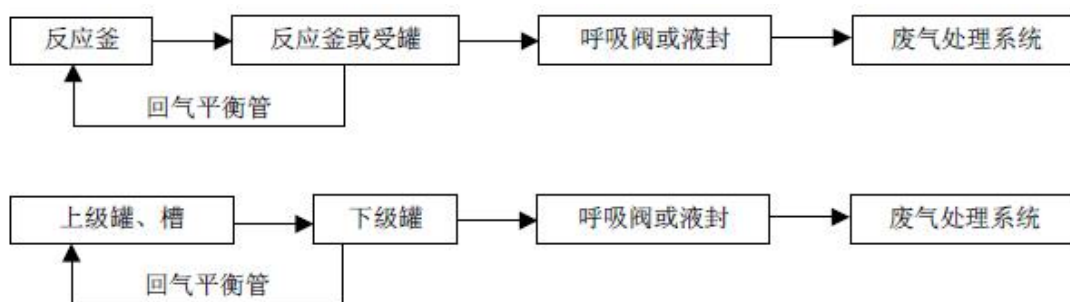 反应釜
反应釜或受罐
呼吸阀或液封
废气处理系统
回气平衡管
上级罐、槽
下级罐
呼吸阀或液封
废气处理系统
回气平衡管